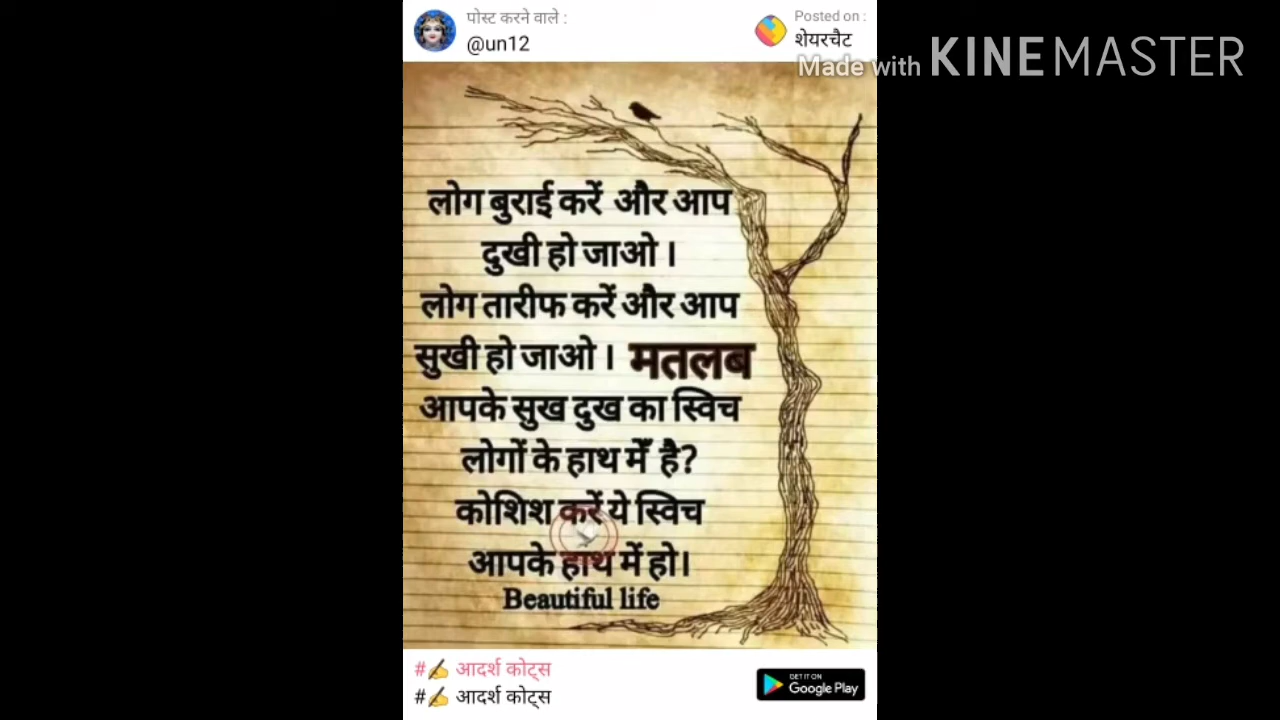 पोस्ट करने वाले :
@un12
Posted on :
शेयरचैट
Made with KINEMASTER
लोग बुराई करें और आप
दुखी हो जाओ ।
लोग तारीफ करें और आप
सुखी हो जाओ । मतलब
आपके सुख दुख का स्विच
लोगों के हाथ में है?
कोशिश करें ये स्विच
आपके हाथ में हो।
Beautiful life
#✍ आदर्श कोट्स
#✍ आदर्श कोट्स
GET IT ON
Google Play